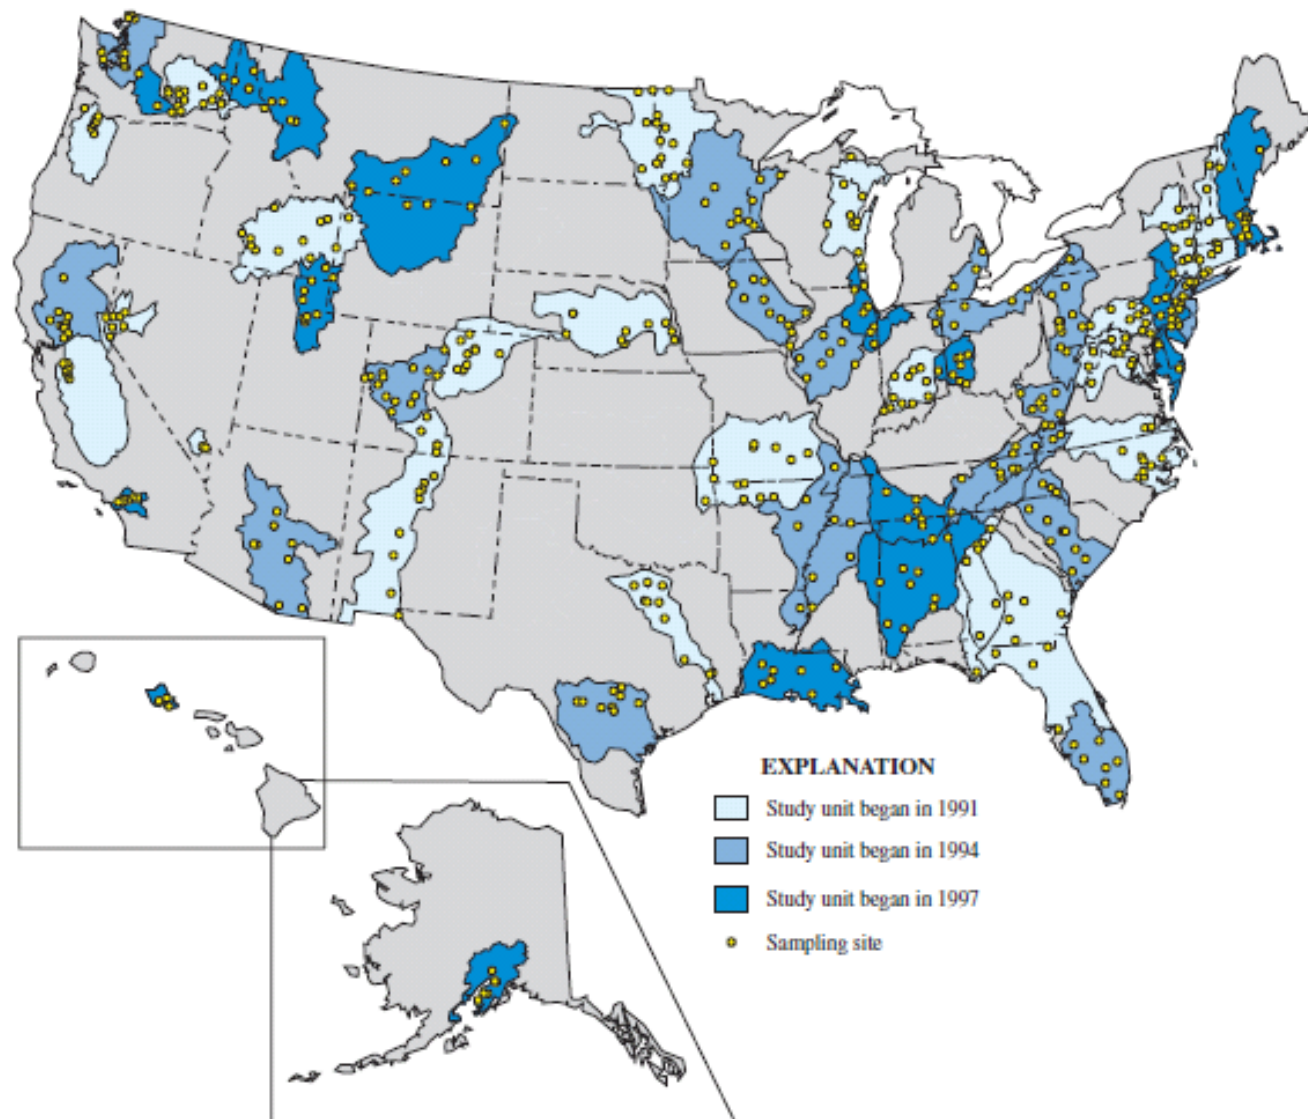 EXPLANATION
Study unit began in 1991
Study unit began in 1994
Study unit began in 1997
Sampling site